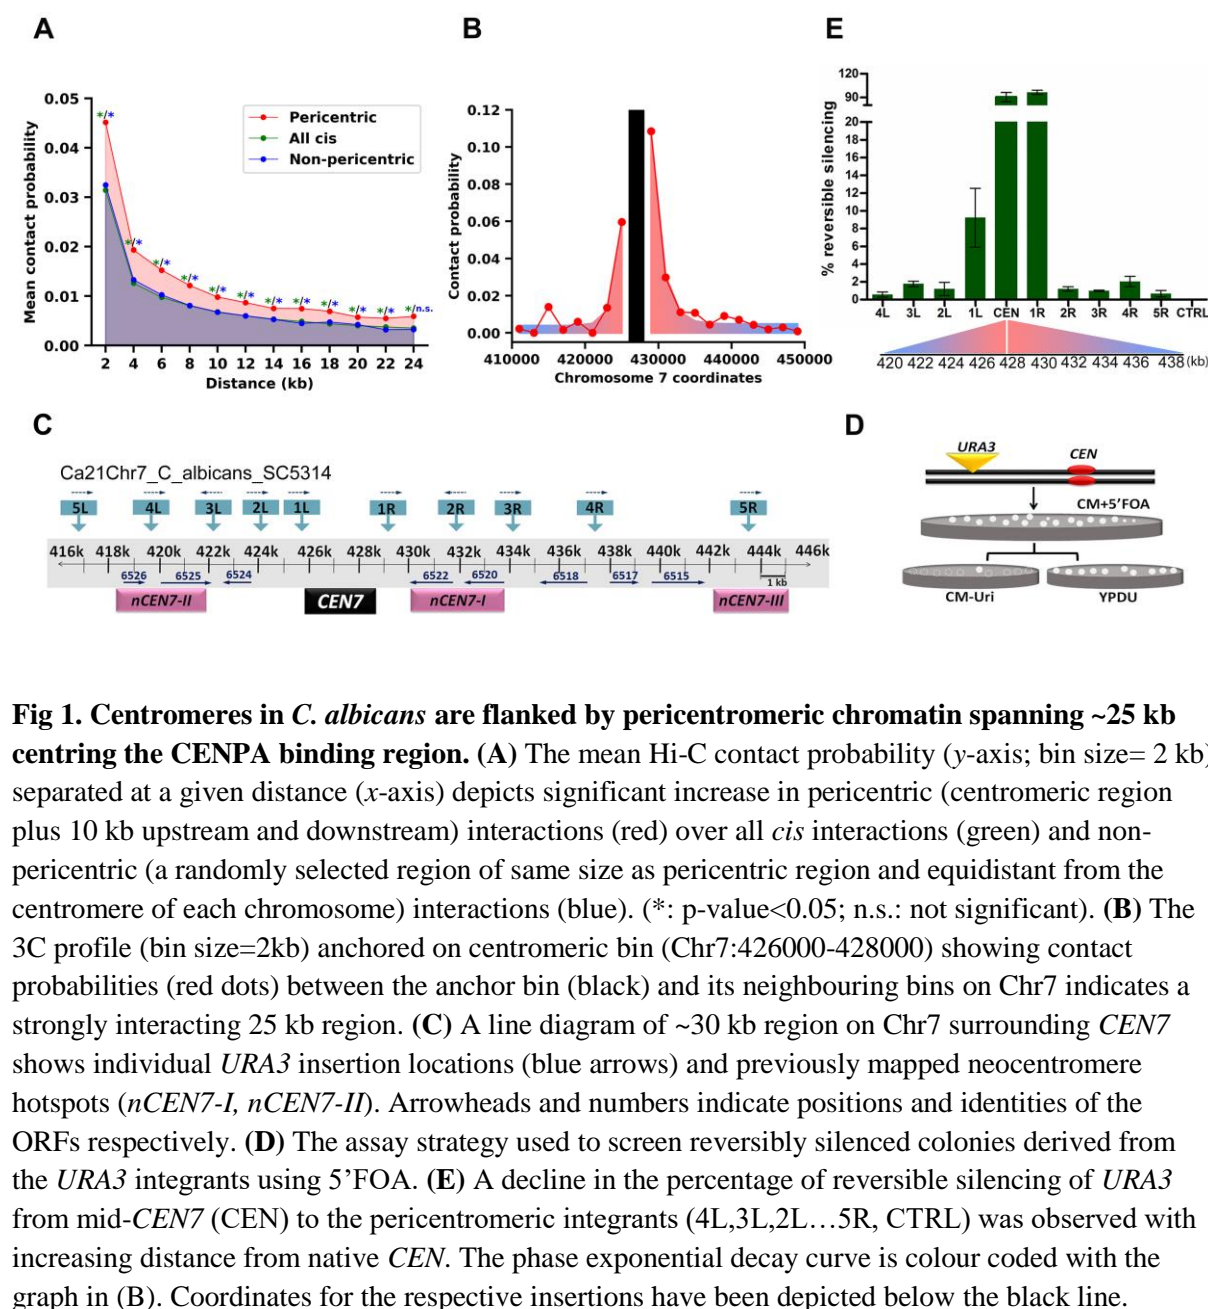 A
B
E
0.05
0.04
0.03
0.02
0.01
0.00
Mean contact probability
*/*
*/*
*/*
*/*
*/*
*/*
*/*
*/*
*/*
*/*
*/*
*/n.s.
Pericentric
All cis
Non-pericentric
2 4 6 8 10 12 14 16 18 20 22 24
Distance (kb)
0.12
0.10
0.08
0.06
0.04
0.02
0.00
Contact probability
410000 420000 430000 440000 450000
Chromosome 7 coordinates
120
90
20
18
16
14
12
10
8
6
4
2
0
% reversible silencing
4L 3L 2L 1L CEN 1R 2R 3R 4R 5R CTRL
420 422 424 426 428 430 432 434 436 438 (kb)
C
Ca21Chr7_C_albicans_SC5314
5L 4L 3L 2L 1L 1R 2R 3R 4R 5R
416k 418k 420k 422k 424k 426k 428k 430k 432k 434k 436k 438k 440k 442k 444k 446k
6526 6525 6524 6522 6520 6518 6517 6515
1 kb
nCEN7-II CEN7 nCEN7-I nCEN7-III
D
URA3
CEN
CM+5'FOA
CM-Uri YPDU
Fig 1. Centromeres in C. albicans are flanked by pericentromeric chromatin spanning ~25 kb
centring the CENPA binding region. (A) The mean Hi-C contact probability (y-axis; bin size= 2 kb)
separated at a given distance (x-axis) depicts significant increase in pericentric (centromeric region
plus 10 kb upstream and downstream) interactions (red) over all cis interactions (green) and non-
pericentric (a randomly selected region of same size as pericentric region and equidistant from the
centromere of each chromosome) interactions (blue). (*: p-value<0.05; n.s.: not significant). (B) The
3C profile (bin size=2kb) anchored on centromeric bin (Chr7:426000-428000) showing contact
probabilities (red dots) between the anchor bin (black) and its neighbouring bins on Chr7 indicates a
strongly interacting 25 kb region. (C) A line diagram of ~30 kb region on Chr7 surrounding CEN7
shows individual URA3 insertion locations (blue arrows) and previously mapped neocentromere
hotspots (nCEN7-I, nCEN7-II). Arrowheads and numbers indicate positions and identities of the
ORFs respectively. (D) The assay strategy used to screen reversibly silenced colonies derived from
the URA3 integrants using 5'FOA. (E) A decline in the percentage of reversible silencing of URA3
from mid-CEN7 (CEN) to the pericentromeric integrants (4L,3L,2L…5R, CTRL) was observed with
increasing distance from native CEN. The phase exponential decay curve is colour coded with the
graph in (B). Coordinates for the respective insertions have been depicted below the black line.